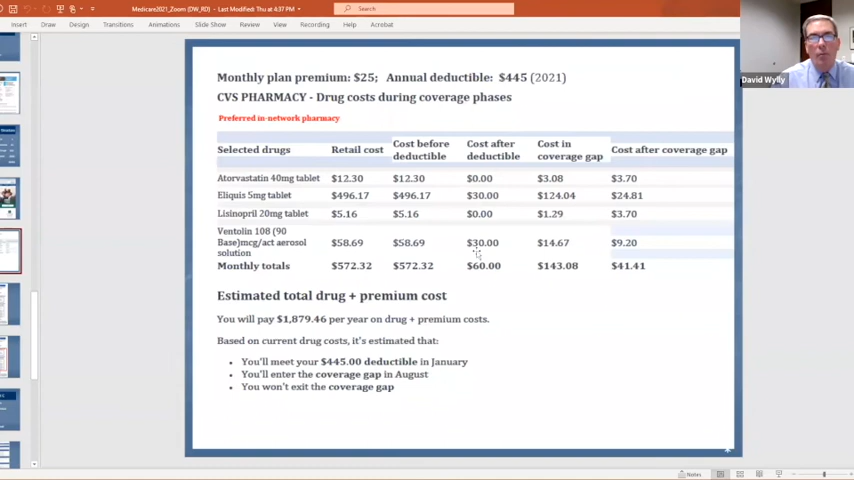 Medicare2021_Zoom (DW_RD) - Last Modified: Thu at 4:37 PM
Search
Insert Draw Design Transitions Animations Slide Show Review View Recording Help Acrobat
David Wylly
Monthly plan premium: $25; Annual deductible: $445 (2021)
CVS PHARMACY - Drug costs during coverage phases
Preferred in-network pharmacy
Selected drugs Retail cost Cost before deductible Cost after deductible Cost in coverage gap Cost after coverage gap
Atorvastatin 40mg tablet $12.30 $12.30 $0.00 $3.08 $3.70
Eliquis 5mg tablet $496.17 $496.17 $30.00 $124.04 $24.81
Lisinopril 20mg tablet $5.16 $5.16 $0.00 $1.29 $3.70
Ventolin 108 (90
Base)mcg/act aerosol $58.69 $58.69 $30.00 $14.67 $9.20
solution
Monthly totals $572.32 $572.32 $60.00 $143.08 $41.41
Estimated total drug + premium cost
You will pay $1,879.46 per year on drug + premium costs.
Based on current drug costs, it's estimated that:
• You'll meet your $445.00 deductible in January
• You'll enter the coverage gap in August
• You won't exit the coverage gap
Notes